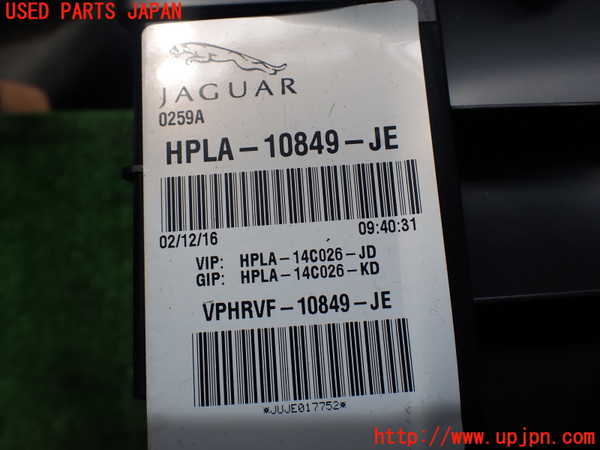 USED PARTS JAPAN
JAGUAR
0259A
HPLA-10849-JE
02/12/16 09:40:31
VIP: HPLA-14C026-JD
GIP: HPLA-14C026-KD
VPHRVF-10849-JE
*JUJE017752*
http://www.upjpn.com